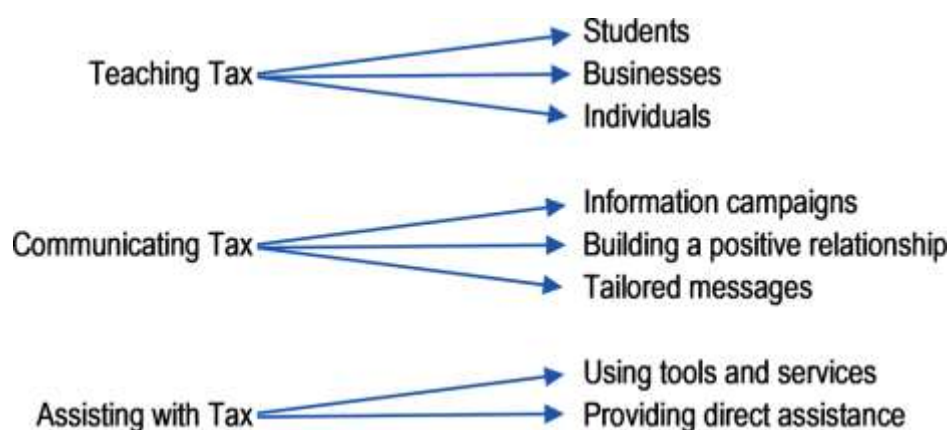 Teaching Tax
Students
Businesses
Individuals
Communicating Tax
Information campaigns
Building a positive relationship
Tailored messages
Assisting with Tax
Using tools and services
Providing direct assistance